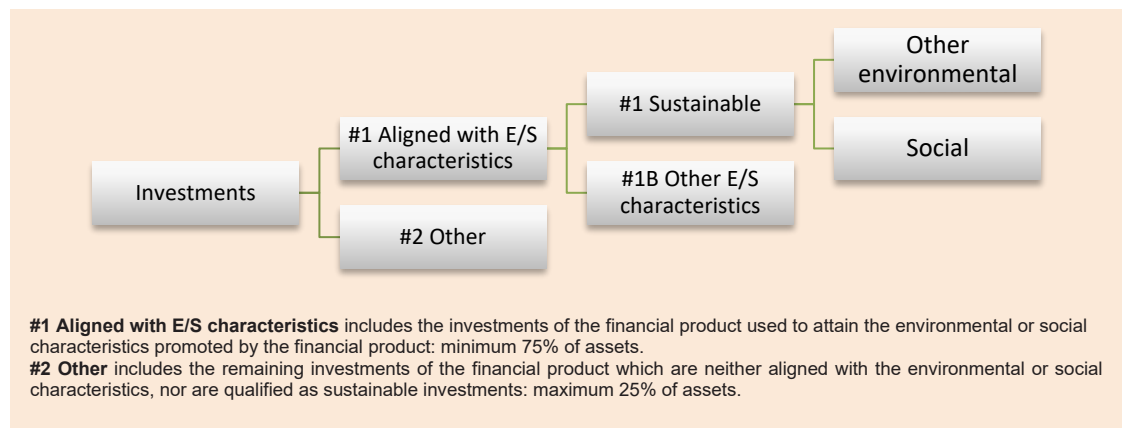 Other
environmental
#1 Sustainable
#1 Aligned with E/S
characteristics
Social
Investments
#1B Other E/S
characteristics
#2 Other
#1 Aligned with E/S characteristics includes the investments of the financial product used to attain the environmental or social
characteristics promoted by the financial product: minimum 75% of assets.
#2 Other includes the remaining investments of the financial product which are neither aligned with the environmental or social
characteristics, nor are qualified as sustainable investments: maximum 25% of assets.